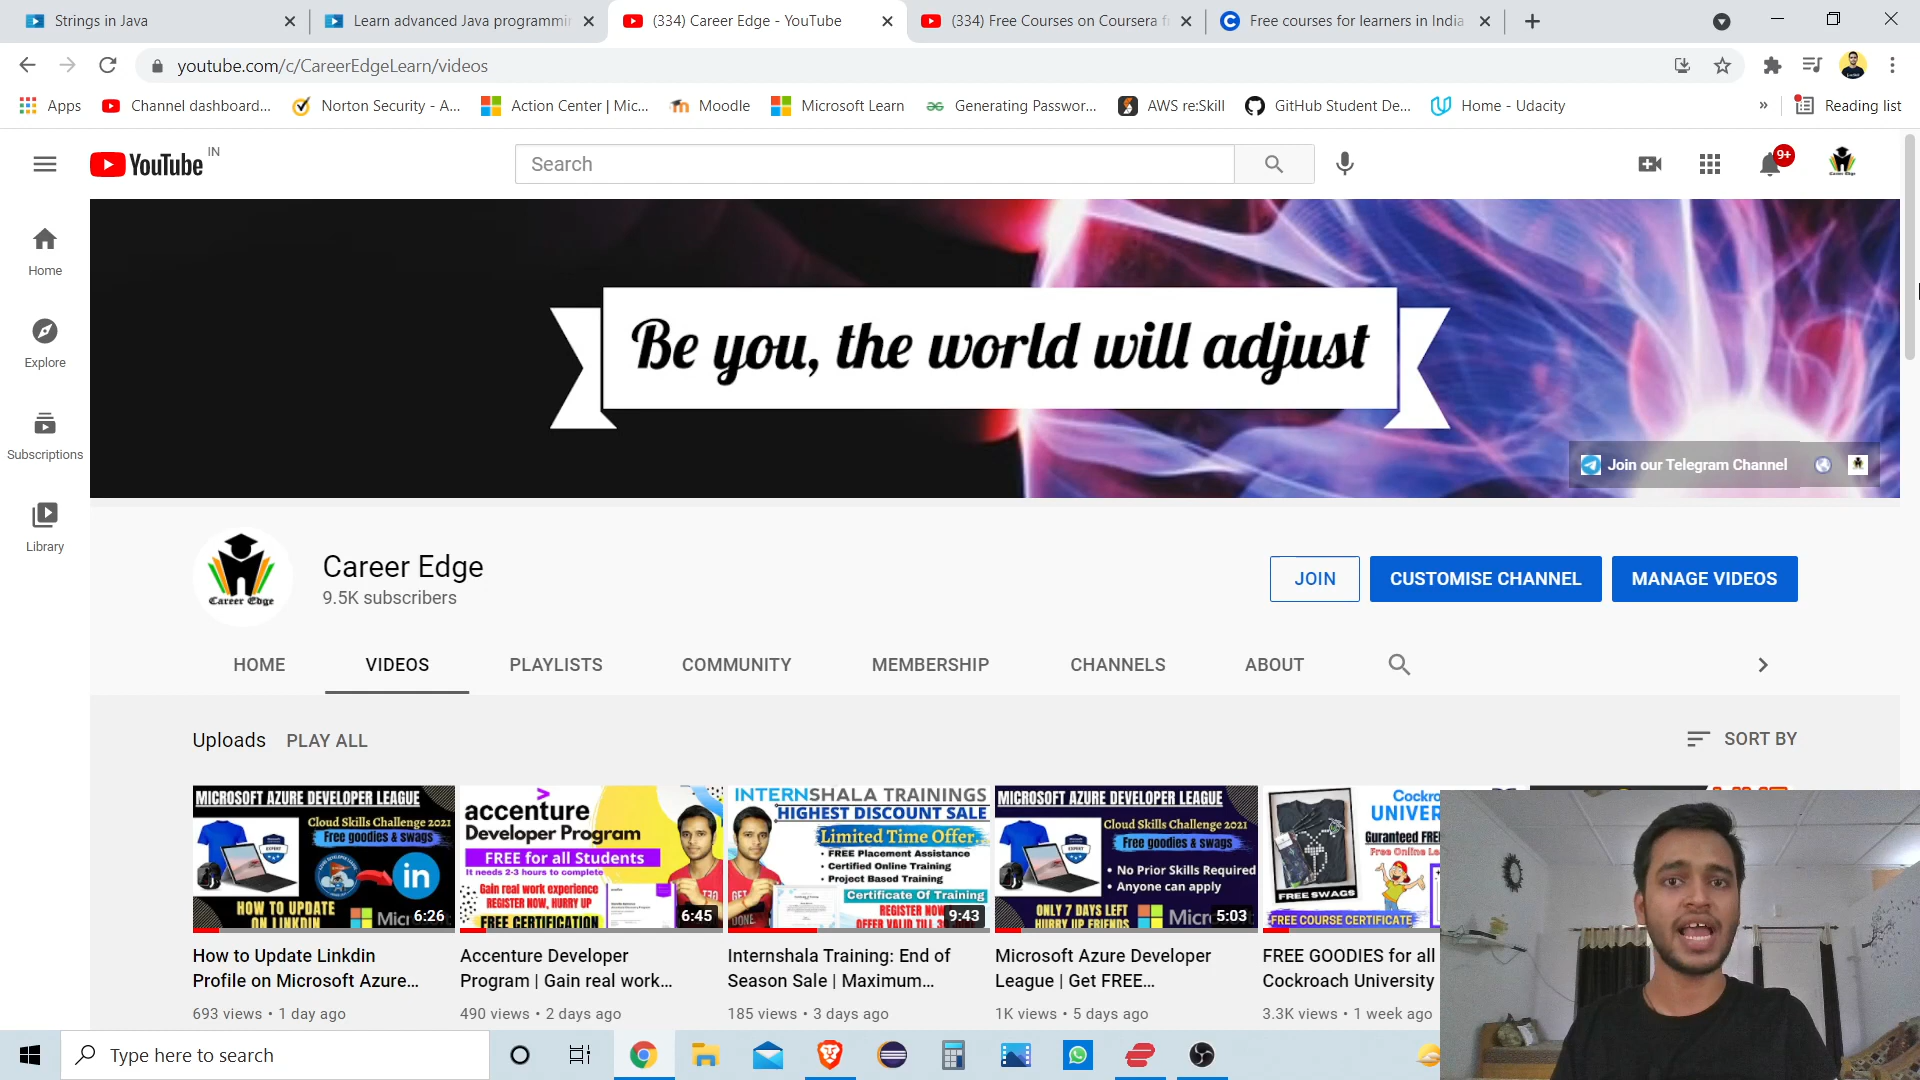 Strings in Java
Learn advanced Java programmi
(334) Career Edge - YouTube
(334) Free Courses on Coursera f
Free courses for learners in India
youtube.com/c/CareerEdgeLearn/videos
Apps
Channel dashboard...
Norton Security - A...
Action Center | Mic...
Moodle
Microsoft Learn
Generating Passwor...
AWS re:Skill
GitHub Student De...
Home - Udacity
»
Reading list
YouTube IN
Search
9+
Home
Explore
Subscriptions
Library
Be you, the world will adjust
Join our Telegram Channel
Career Edge
Career Edge
9.5K subscribers
JOIN
CUSTOMISE CHANNEL
MANAGE VIDEOS
HOME
VIDEOS
PLAYLISTS
COMMUNITY
MEMBERSHIP
CHANNELS
ABOUT
Uploads
PLAY ALL
SORT BY
MICROSOFT AZURE DEVELOPER LEAGUE
Cloud Skills Challenge 2021
Free goodies & swags
in
HOW TO UPDATE
ON LINKDIN
Micr
6:26
accenture
Developer Program
FREE for all Students
It needs 2-3 hours to complete
Gain real work experience
REGISTER NOW, HURRY UP
FREE CERTIFICATION
6:45
INTERNSHALA TRAININGS
HIGHEST DISCOUNT SALE
Limited Time Offer
• FREE Placement Assistance
• Certified Online Training
• Project Based Training
Certificate Of Training
REGISTER NOW
OFFER VALID TILL 3
9:43
MICROSOFT AZURE DEVELOPER LEAGUE
Cloud Skills Challenge 2021
Free goodies & swags
• No Prior Skills Required
• Anyone can apply
ONLY 7 DAYS LEFT
HURRY UP FRIENDS
Micr
5:03
Cockro
UNIVER
Guranteed FRE
Free Online Le
FREE SWAGS
FREE COURSE CERTIFICATE
How to Update Linkdin
Profile on Microsoft Azure...
693 views • 1 day ago
Accenture Developer
Program | Gain real work...
490 views • 2 days ago
Internshala Training: End of
Season Sale | Maximum...
185 views • 3 days ago
Microsoft Azure Developer
League | Get FREE...
1K views • 5 days ago
FREE GOODIES for all
Cockroach University
3.3K views • 1 week ago
Type here to search